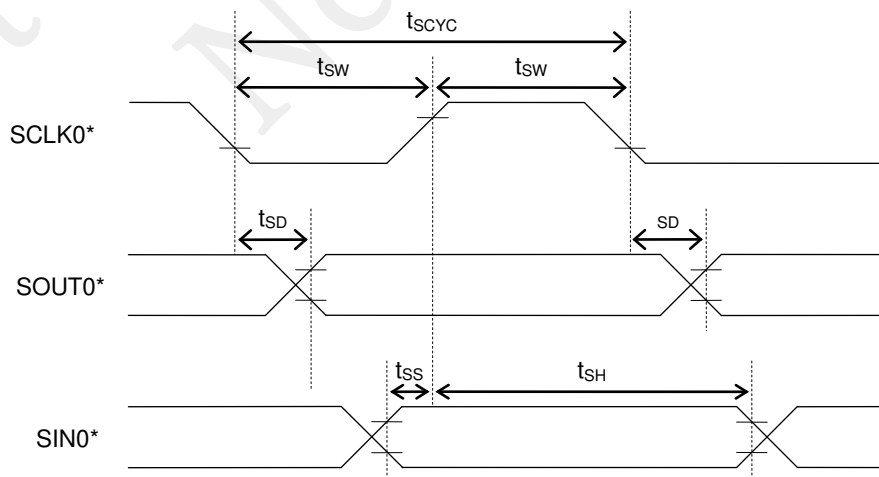 tSCYC
tSW tSW
SCLK0*
tSD SD
SOUT0*
tSS tSH
SIN0*